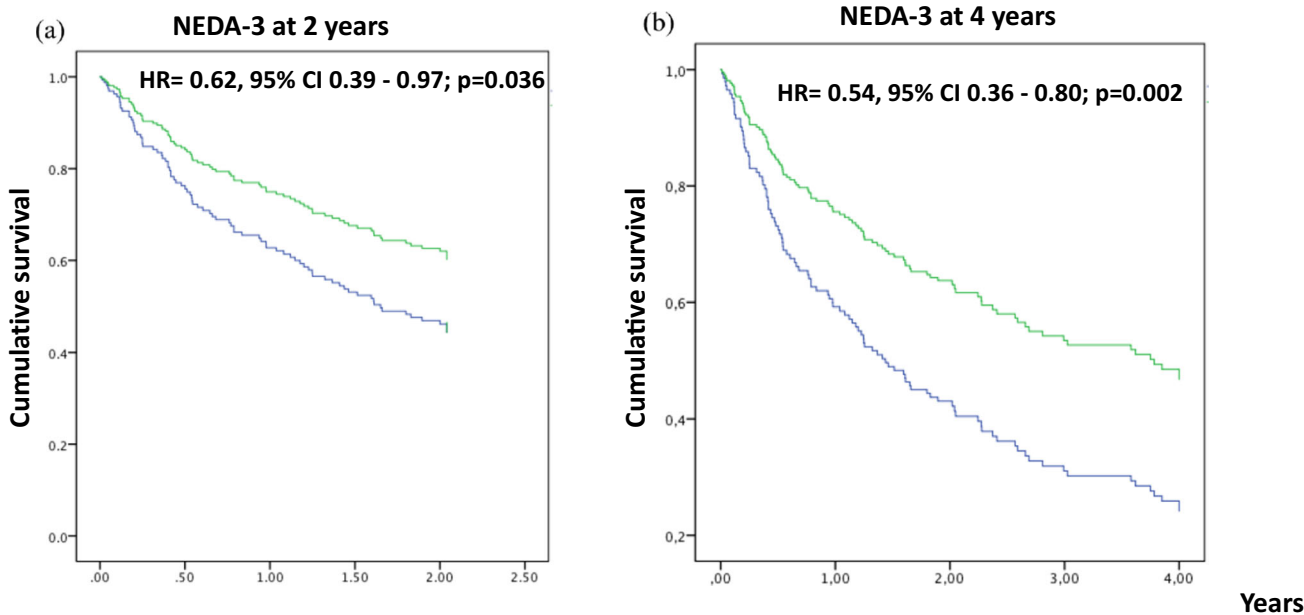 (a)
NEDA-3 at 2 years
HR= 0.62, 95% CI 0.39 - 0.97; p=0.036
Cumulative survival
1.0
0.8
0.6
0.4
0.2
0.0
.00
.50
1.00
1.50
2.00
2.50
(b)
NEDA-3 at 4 years
HR= 0.54, 95% CI 0.36 - 0.80; p=0.002
Cumulative survival
1,0
0,8
0,6
0,4
0,2
,00
1,00
2,00
3,00
4,00
Years